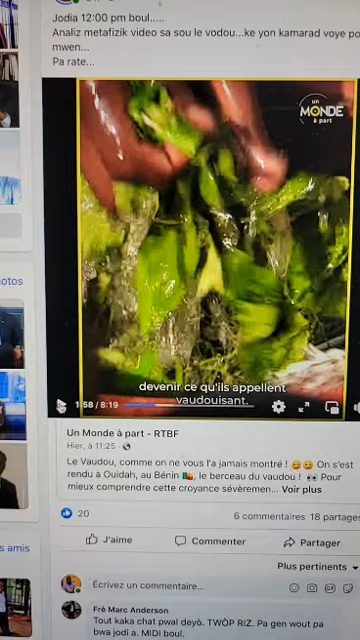 Jodia 12:00 pm boul.....
Analiz metafizik video sa sou le vodou...ke yon kamarad voye po
mwen...
Pa rate...
un
MONDE
à part
devenir ce qu'ils appellent
vaudouisant.
1:58 / 8:19
otos
Un Monde à part - RTBF
Hier, à 11:25
Le Vaudou, comme on ne vous l'a jamais montré ! On s'est
rendu à Ouidah, au Bénin, le berceau du vaudou !
Pour mieux comprendre cette croyance sévèremen... Voir plus
20
6 commentaires 18 partages
J'aime Commenter Partager
s amis
Plus pertinents
Écrivez un commentaire...
Frè Marc Anderson
Tout kaka chat pwal deyò. TWÒP RIZ. Pa gen wout pa
bwa jodi a. MIDI boul.